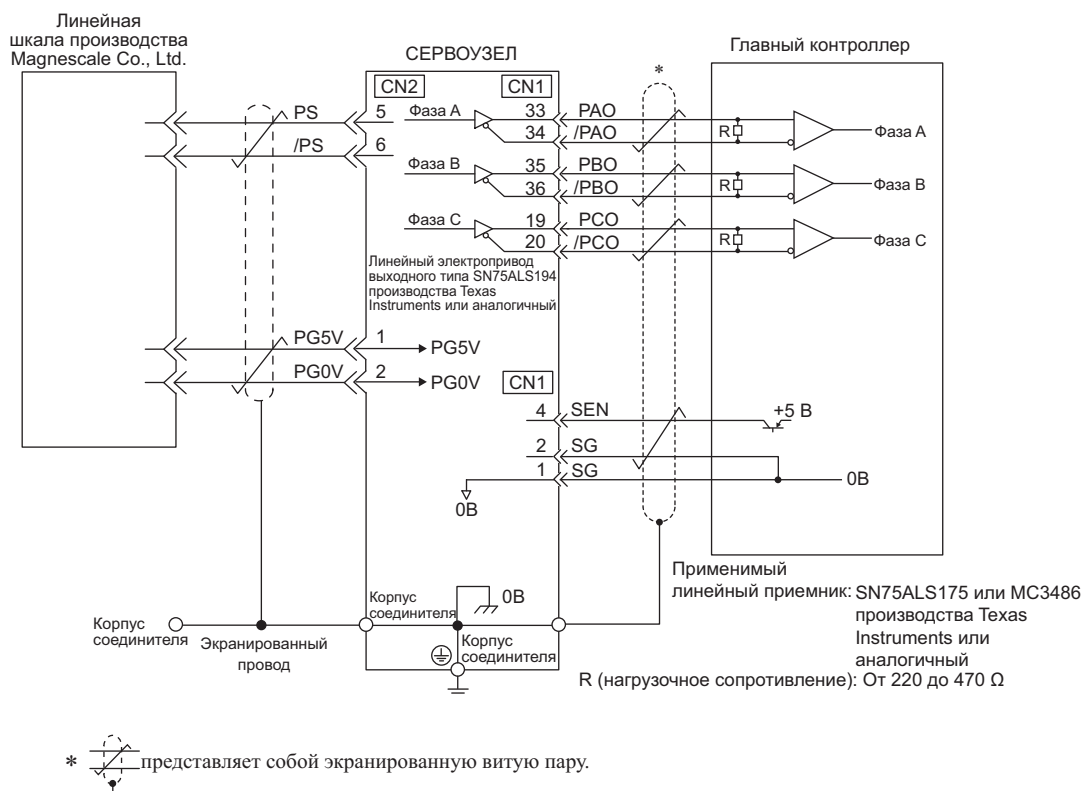 Линейная
шкала производства
Magnescale Co., Ltd.
СЕРВОУЗЕЛ
Главный контроллер
*
CN2
CN1
PS
5
Фаза A
33
PAO
R
Фаза A
34
/PAO
/PS
6
Фаза B
35
PBO
R
Фаза B
36
/PBO
Фаза C
19
PCO
R
Фаза C
20
/PCO
Линейный электропривод
выходного типа SN75ALS194
производства Texas
Instruments или аналогичный
PG5V
1
PG5V
PG0V
2
PG0V
CN1
4
SEN
+5 В
2
SG
1
SG
0В
0В
Применимый
линейный приемник: SN75ALS175 или MC3486
производства Texas
Instruments или
аналогичный
Корпус
соединителя
0В
Корпус
соединителя
Экранированный
провод
Корпус
соединителя
R (нагрузочное сопротивление): От 220 до 470 Ω
* представляет собой экранированную витую пару.